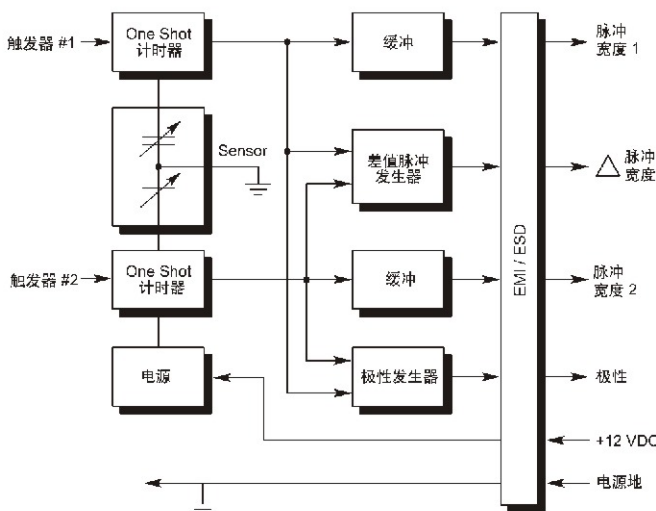 触发器 #1
One Shot
计时器
缓冲
脉冲
宽度 1
Sensor
差值脉冲
发生器
△ 脉冲
宽度
触发器 #2
One Shot
计时器
缓冲
脉冲
宽度 2
EMI / ESD
电源
极性发生器
极性
+12 VDC
电源地